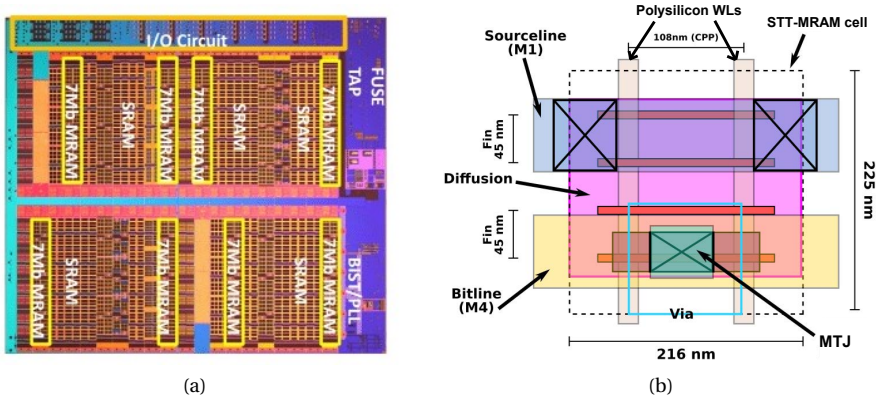 I/O Circuit
7Mb MRAM
SRAM
7Mb MRAM
7Mb MRAM
SRAM
SRAM
7Mb MRAM
TAP
FUSE
7Mb MRAM
SRAM
7Mb MRAM
7Mb MRAM
SRAM
7Mb MRAM
BIST/PLL
(a)
Polysilicon WLs
Sourceline
(M1)
108nm (CPP)
STT-MRAM cell
Fin
45 nm
Diffusion
Fin
45 nm
225 nm
Bitline
(M4)
Via
MTJ
216 nm
(b)